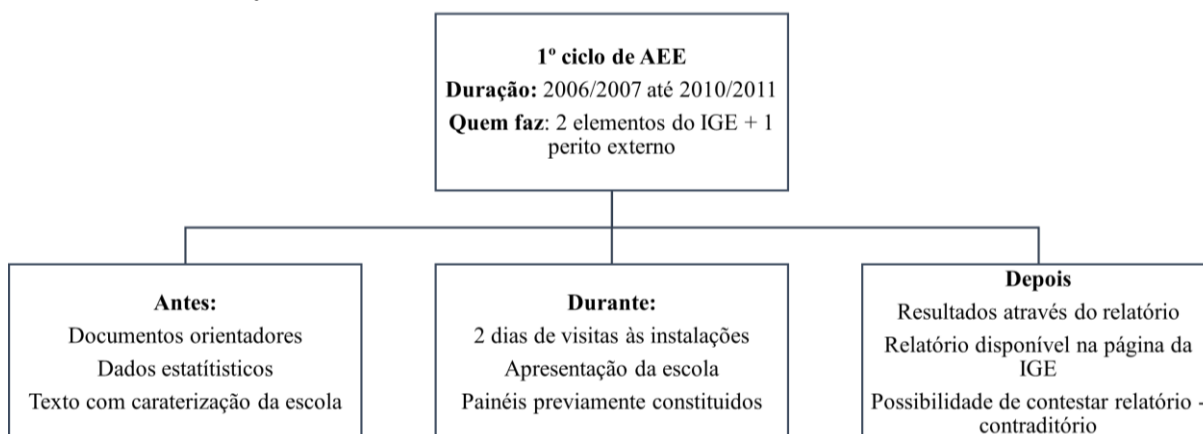 1º ciclo de AEE
Duração: 2006/2007 até 2010/2011
Quem faz: 2 elementos do IGE + 1
perito externo
Antes:
Documentos orientadores
Dados estatítisticos
Texto com caraterização da escola
Durante:
2 dias de visitas às instalações
Apresentação da escola
Painéis previamente constituidos
Depois
Resultados através do relatório
Relatório disponível na página da
IGE
Possibilidade de contestar relatório -
contraditório